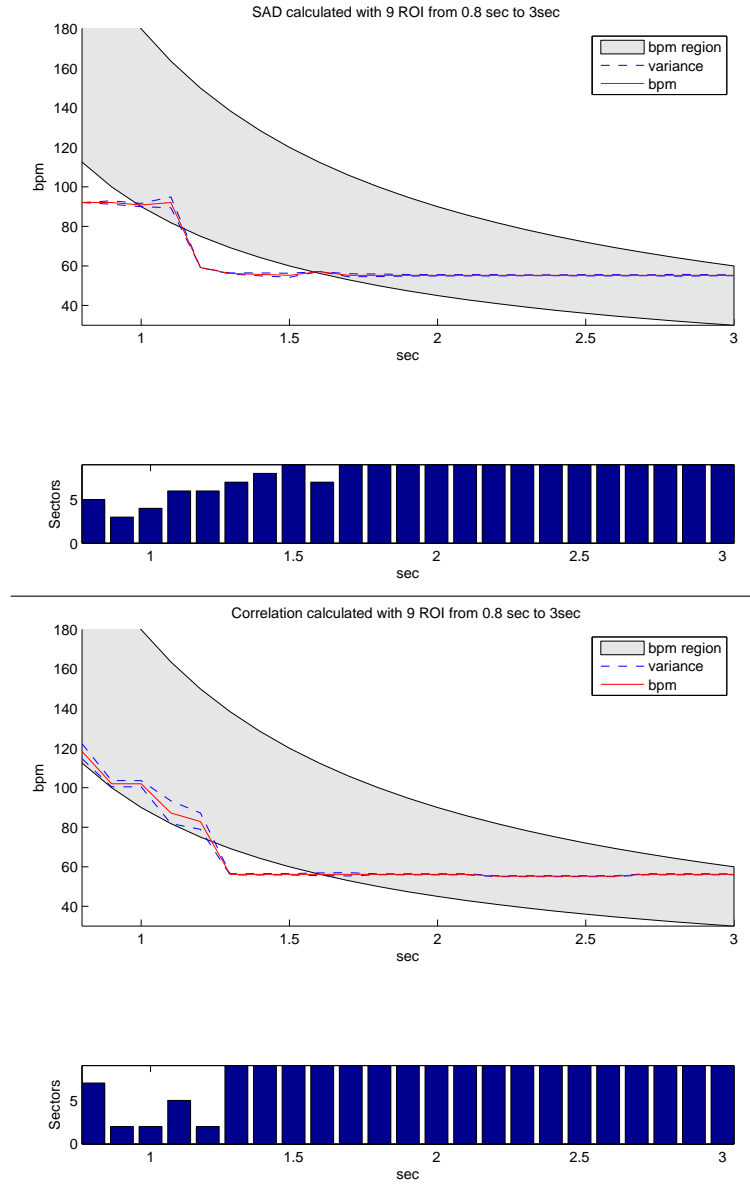 SAD calculated with 9 ROI from 0.8 sec to 3sec
180
160
140
120
100
80
60
40
bpm
bpm region
variance
bpm
1
1.5
2
2.5
3
sec
5
0
Sectors
1
1.5
2
2.5
3
sec
Correlation calculated with 9 ROI from 0.8 sec to 3sec
180
160
140
120
100
80
60
40
bpm
bpm region
variance
bpm
1
1.5
2
2.5
3
sec
5
0
Sectors
1
1.5
2
2.5
3
sec